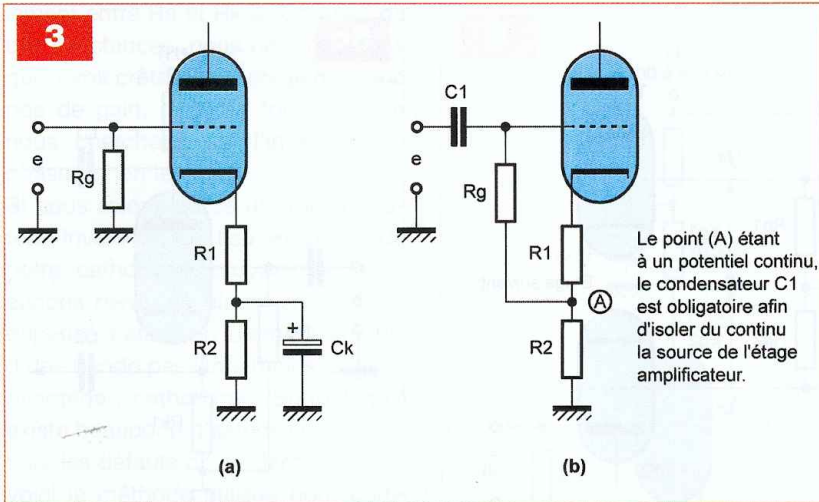 3
C1
e
Rg
R1
R2
+
Ck
(a)
e
Rg
R1
A
R2
(b)
Le point (A) étant
à un potentiel continu,
le condensateur C1
est obligatoire afin
d'isoler du continu
la source de l'étage
amplificateur.